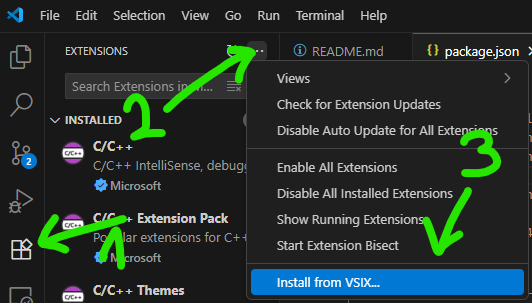 File Edit Selection View Go Run Terminal Help
EXTENSIONS
README.md
package.json
Search Extensions in
Views
Check for Extension Updates
Disable Auto Update for All Extensions
Enable All Extensions
Disable All Installed Extensions
Show Running Extensions
Start Extension Bisect
Install from VSIX...
INSTALLED
C/C++
C/C++
C/C++ IntelliSense, debugg
Microsoft
C/C++
C/C++ Extension Pack
Popular extensions for C++
Microsoft
C/C++
C/C++ Themes
2
1
2
3